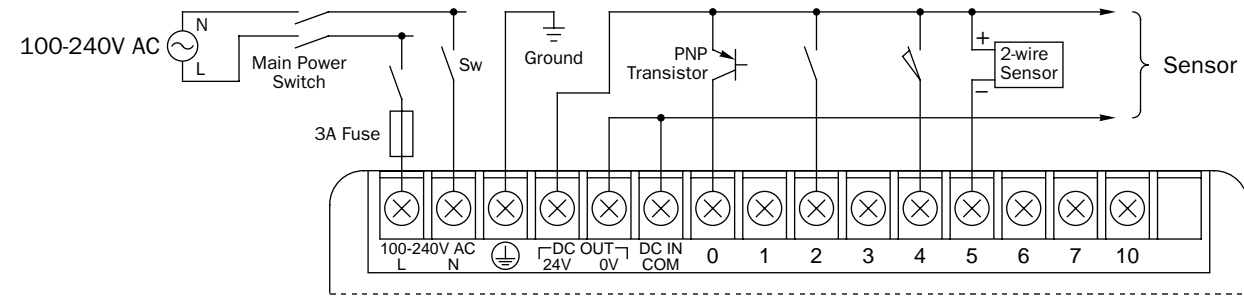 N
100-240V AC
L
Main Power
Switch
Sw
Ground
PNP
Transistor
+
2-wire
Sensor
−
Sensor
3A Fuse
100-240V AC
L N
DC OUT
24V 0V
DC IN
COM
0 1 2 3 4 5 6 7 10